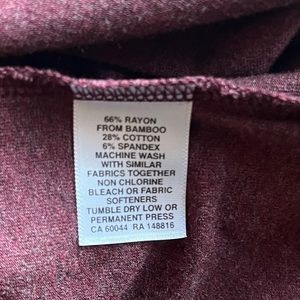 66% RAYON
FROM BAMBOO
28% COTTON
6% SPANDEX
MACHINE WASH
WITH SIMILAR
FABRICS TOGETHER
NON CHLORINE
BLEACH OR FABRIC
SOFTENERS
TUMBLE DRY LOW OR
PERMANENT PRESS
CA 60044 RA 148816